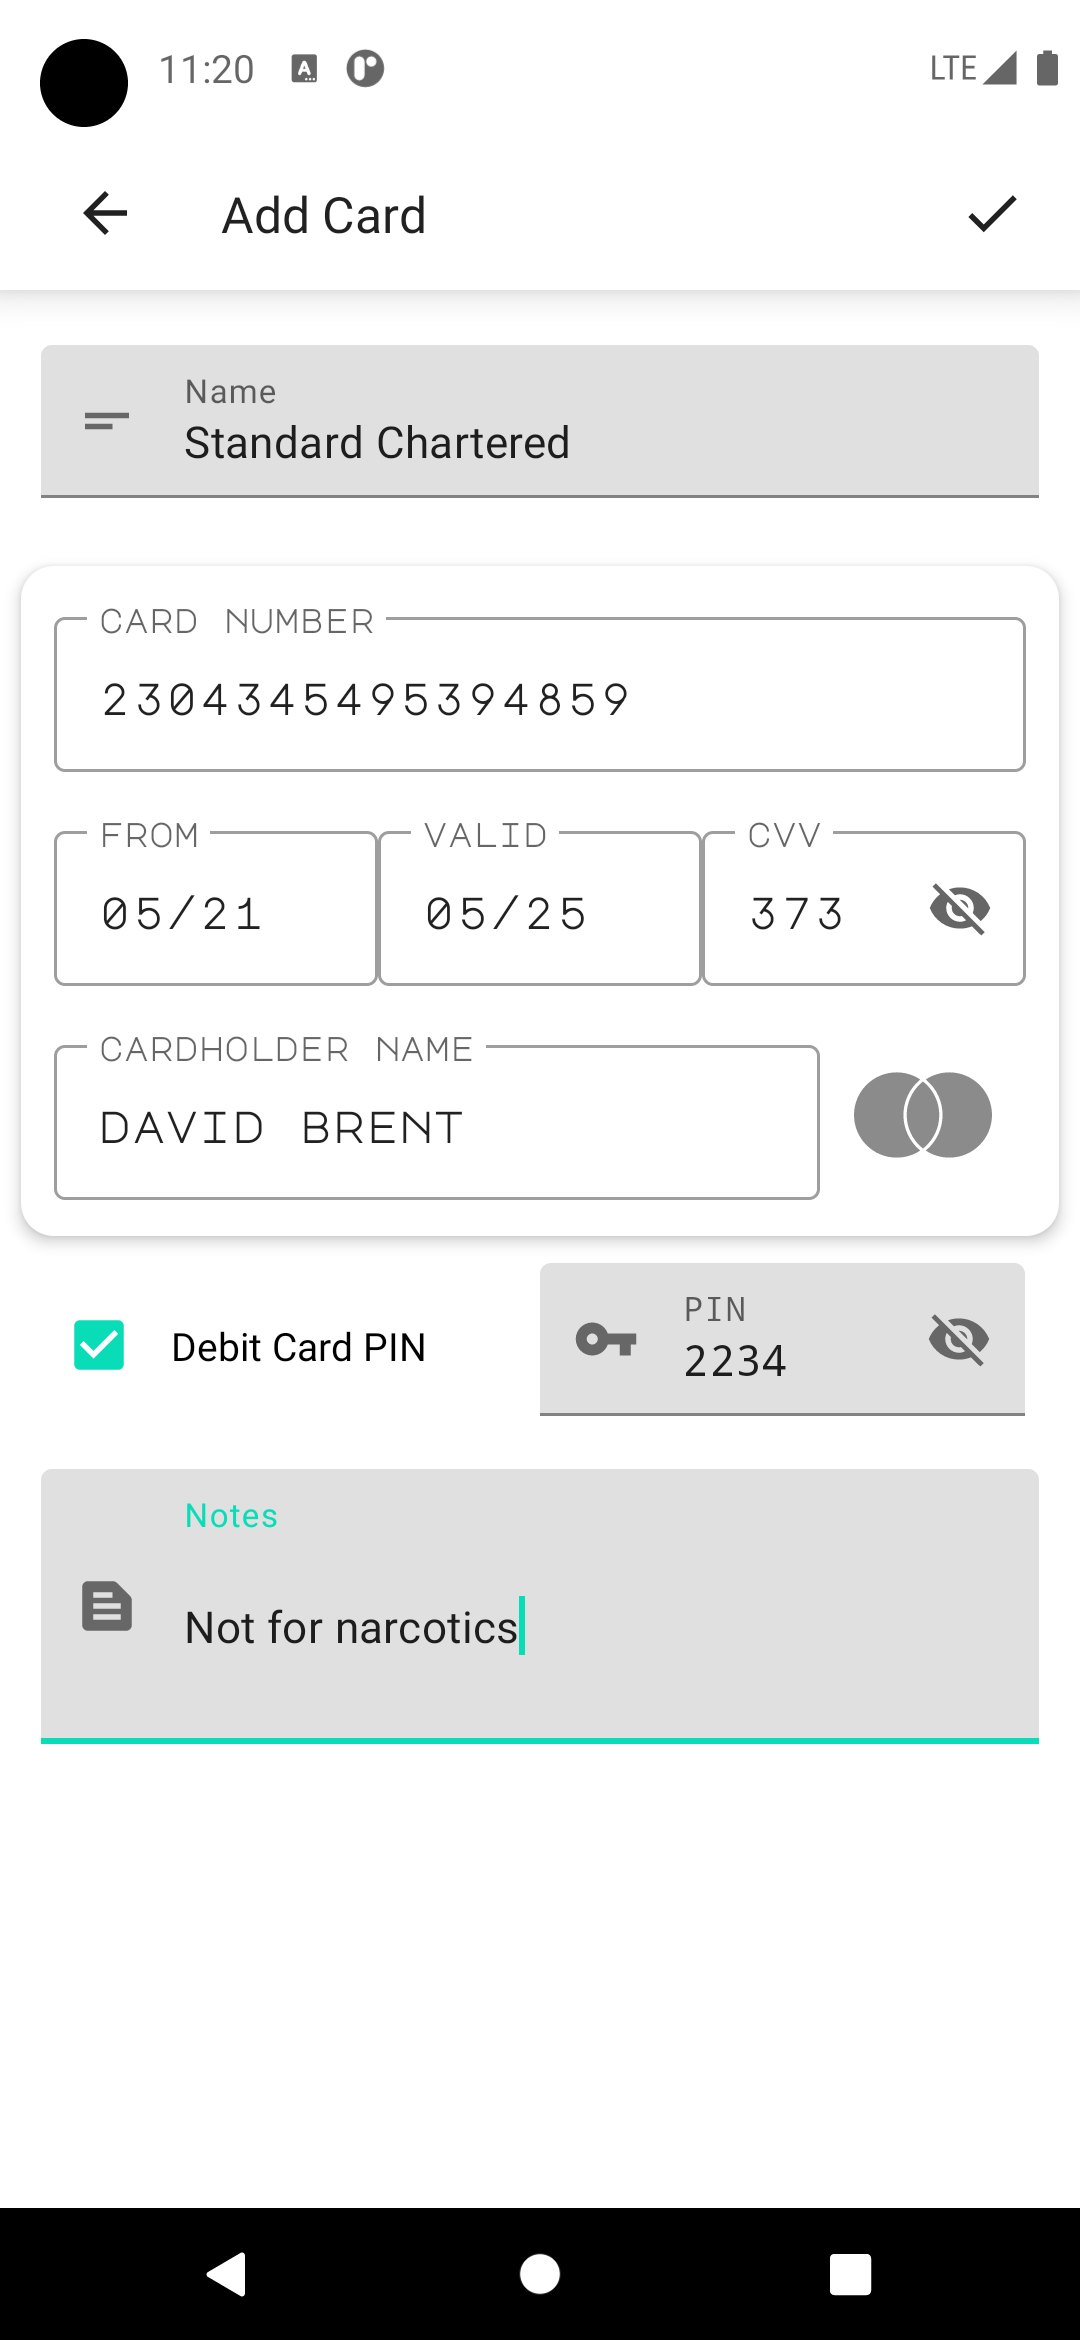 11:20
LTE
Add Card
Name
Standard Chartered
CARD NUMBER
2304345495394859
FROM
VALID
CVV
05/21
05/25
373
CARDHOLDER NAME
DAVID BRENT
Debit Card PIN
PIN
2234
Notes
Not for narcotics